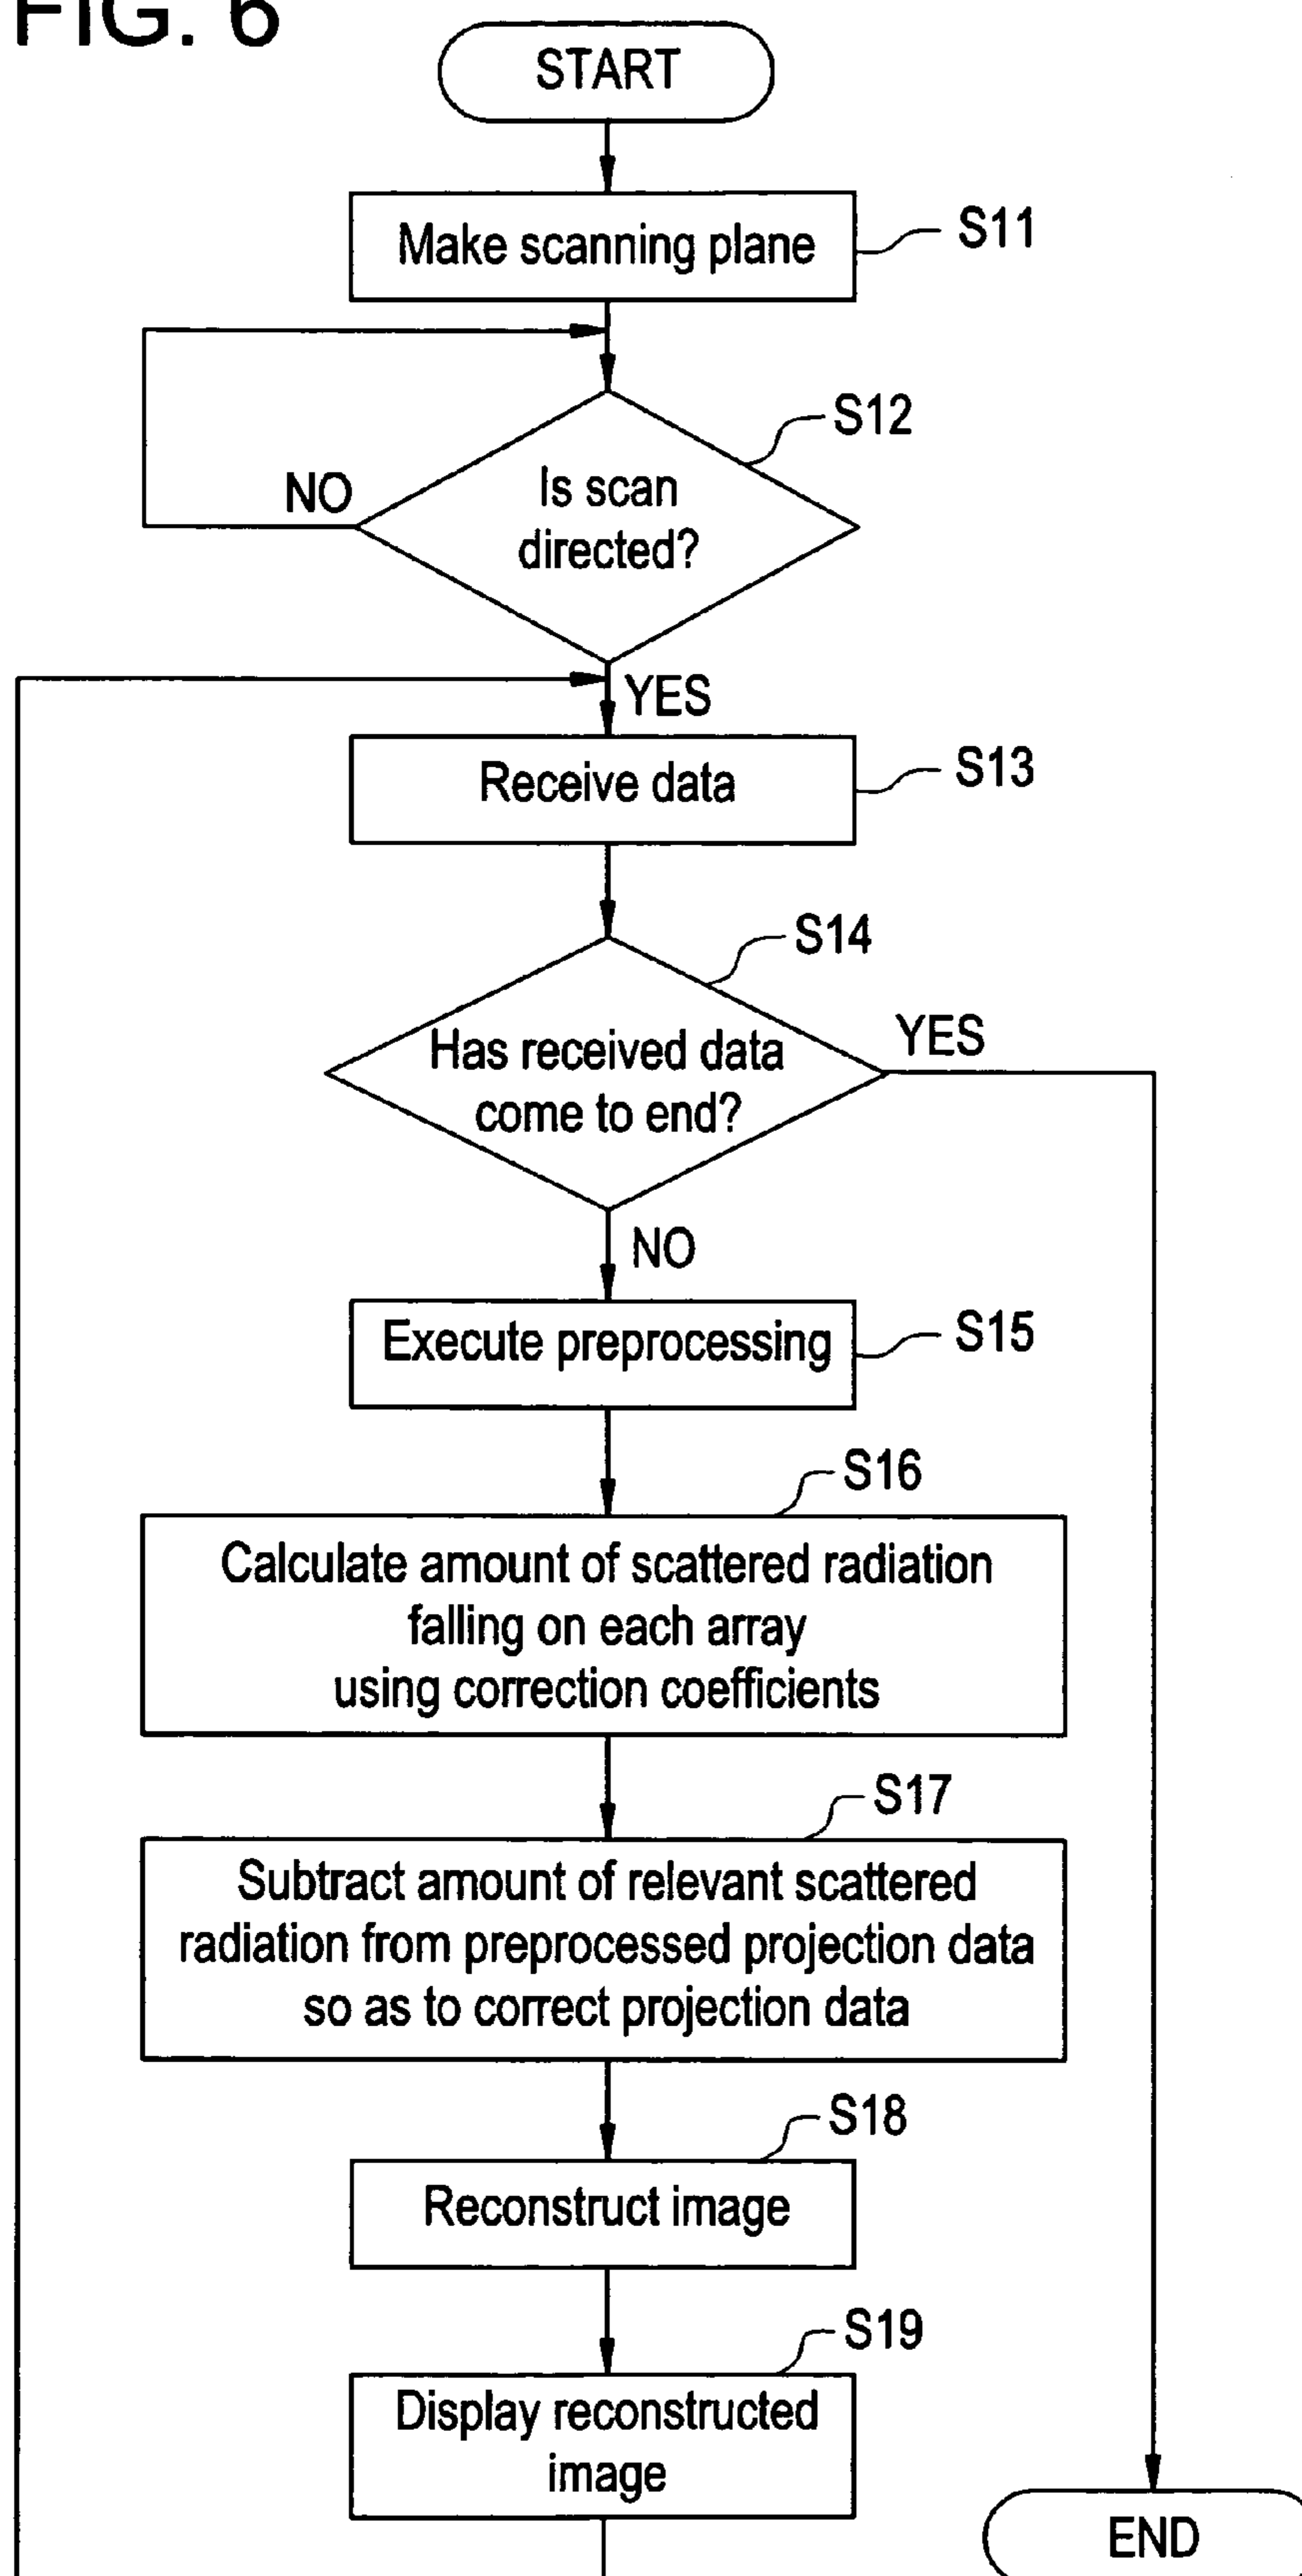 FIG. 6
START
Make scanning plane
S11
S12
Is scan
directed?
NO
YES
Receive data
S13
S14
Has received data
come to end?
YES
NO
Execute preprocessing
S15
S16
Calculate amount of scattered radiation
falling on each array
using correction coefficients
S17
Subtract amount of relevant scattered
radiation from preprocessed projection data
so as to correct projection data
S18
Reconstruct image
S19
Display reconstructed
image
END